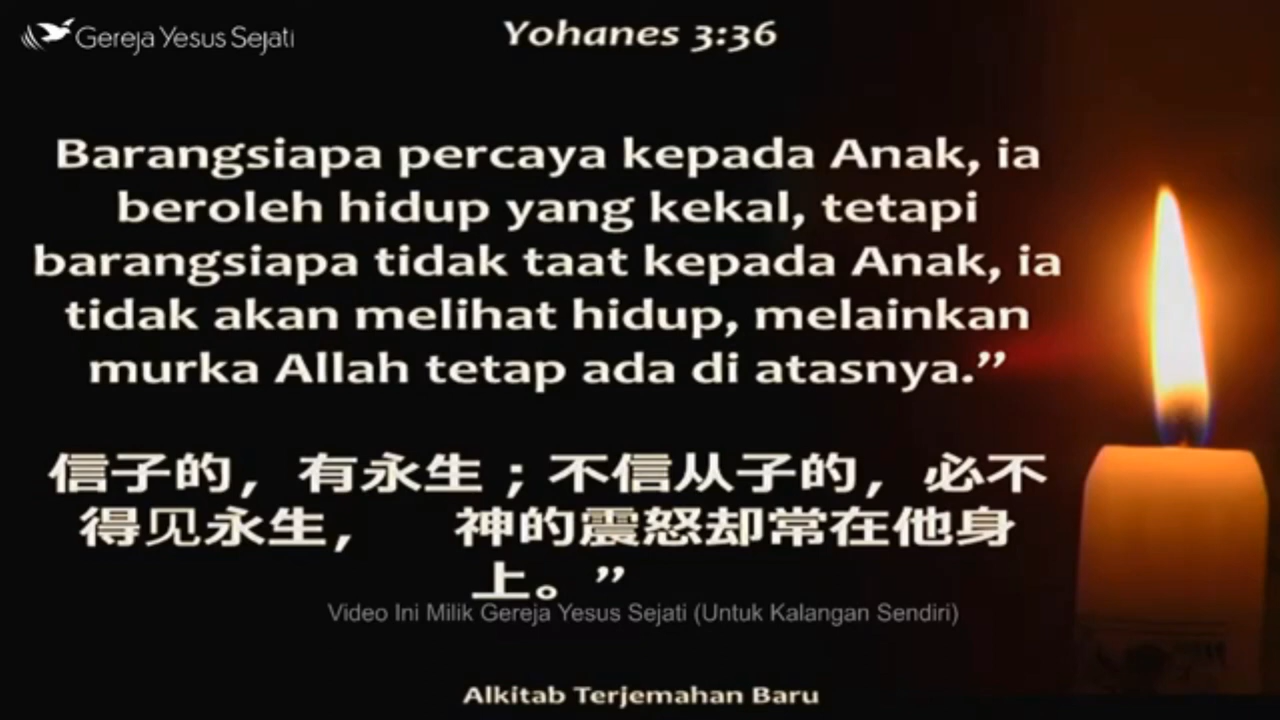 Gereja Yesus Sejati
Yohanes 3:36
Barangsiapa percaya kepada Anak, ia
beroleh hidup yang kekal, tetapi
barangsiapa tidak taat kepada Anak, ia
tidak akan melihat hidup, melainkan
murka Allah tetap ada di atasnya.”
信子的，有永生；不信从子的，必不
得见永生， 神的震怒却常在他身
上。”
Video Ini Milik Gereja Yesus Sejati (Untuk Kalangan Sendiri)
Alkitab Terjemahan Baru